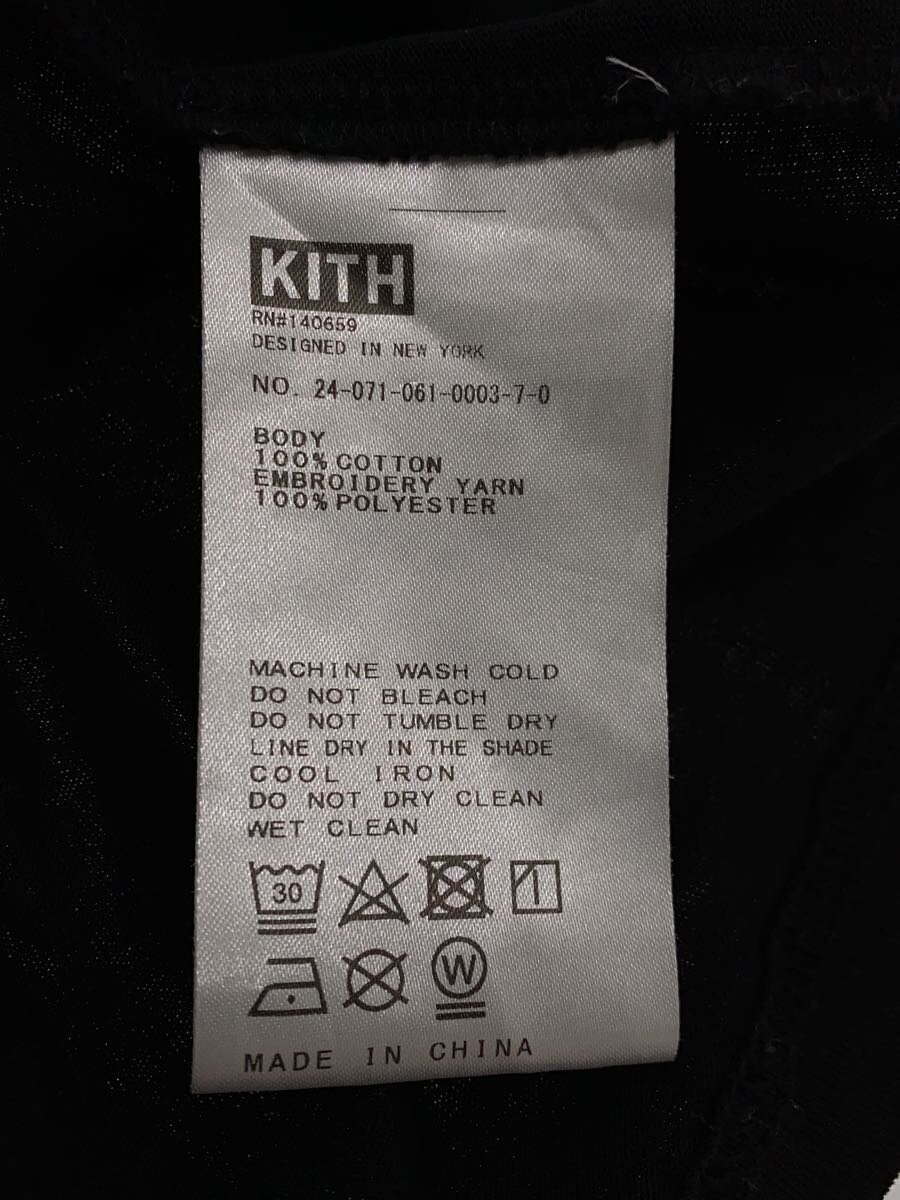 KITH
RN#140659
DESIGNED IN NEW YORK
NO. 24-071-061-0003-7-0
BODY
100% COTTON
EMBROIDERY YARN
100% POLYESTER
MACHINE WASH COLD
DO NOT BLEACH
DO NOT TUMBLE DRY
LINE DRY IN THE SHADE
COOL IRON
DO NOT DRY CLEAN
WET CLEAN
30
W
MADE IN CHINA